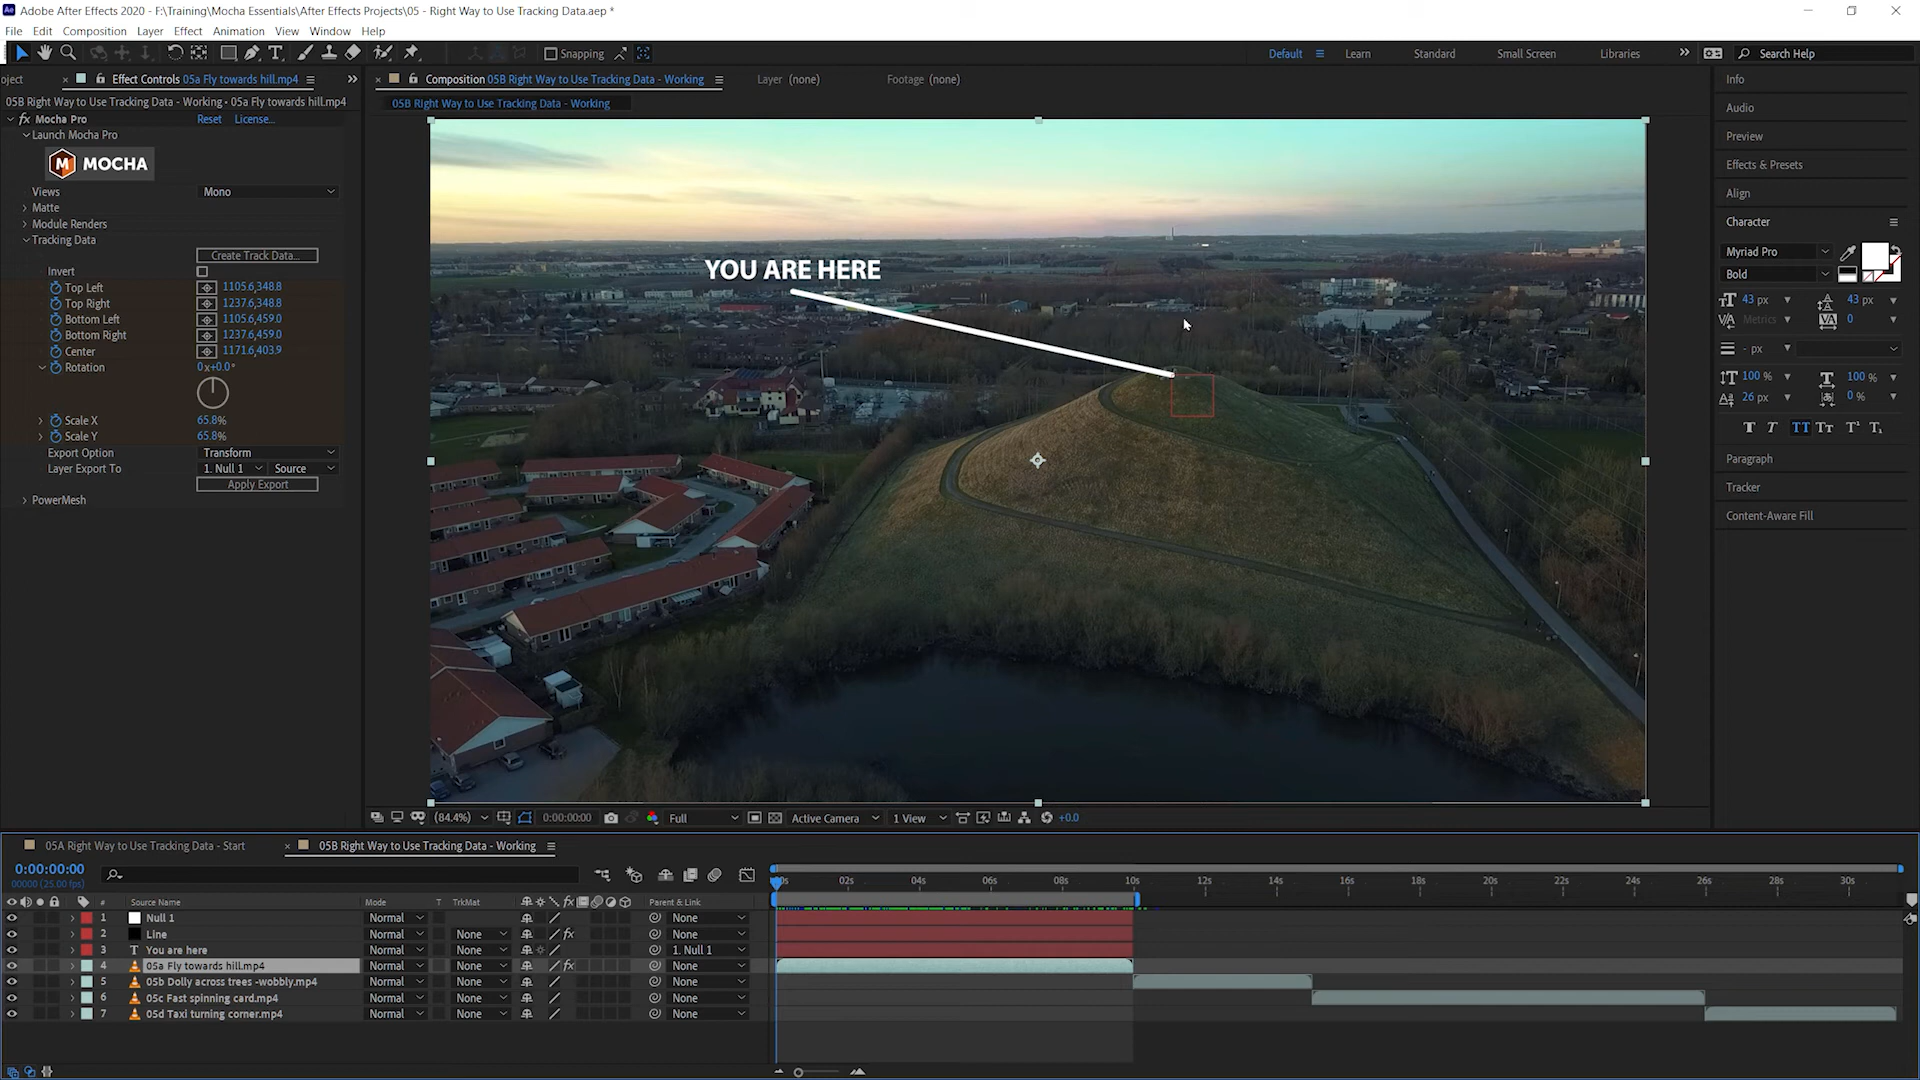 Adobe After Effects 2020 - F:\Training\Mocha Essentials\After Effects Projects\05 - Right Way to Use Tracking Data.aep *
File Edit Composition Layer Effect Animation View Window Help
Snapping
Default Learn Standard Small Screen Libraries Search Help
oject Effect Controls 05a Fly towards hill.mp4 Composition 05B Right Way to Use Tracking Data - Working Layer (none) Footage (none) Info
05B Right Way to Use Tracking Data - Working • 05a Fly towards hill.mp4 05B Right Way to Use Tracking Data - Working
Audio
fx Mocha Pro Reset License...
Launch Mocha Pro Preview
M MOCHA Effects & Presets
Views Mono Align
Matte
Module Renders Character
Tracking Data
Create Track Data... Myriad Pro
Invert YOU ARE HERE Bold
Top Left 1105.6,348.8
Top Right 1237.6,348.8 43 px 43 px
Bottom Left 1105.6,459.0 Metrics 0
Bottom Right 1237.6,459.0
Center 1171.6,403.9 - px
Rotation 0x+0.0°
100 % 100 %
26 px 0 %
Scale X 65.8%
Scale Y 65.8%
Export Option Transform Paragraph
Layer Export To 1. Null 1 Source
Apply Export Tracker
PowerMesh
Content-Aware Fill
(84.4%) 0:00:00:00 Full Active Camera 1 View +0.0
05A Right Way to Use Tracking Data - Start 05B Right Way to Use Tracking Data - Working
0:00:00:00
00000 (25.00 fps) 02s 04s 06s 08s 10s 12s 14s 16s 18s 20s 22s 24s 26s 28s 30s
# Source Name Mode T TrkMat Parent & Link
1 Null 1 Normal None
2 Line Normal None fx None
3 T You are here Normal None 1. Null 1
4 05a Fly towards hill.mp4 Normal None fx None
5 05b Dolly across trees -wobbly.mp4 Normal None None
6 05c Fast spinning card.mp4 Normal None None
7 05d Taxi turning corner.mp4 Normal None None